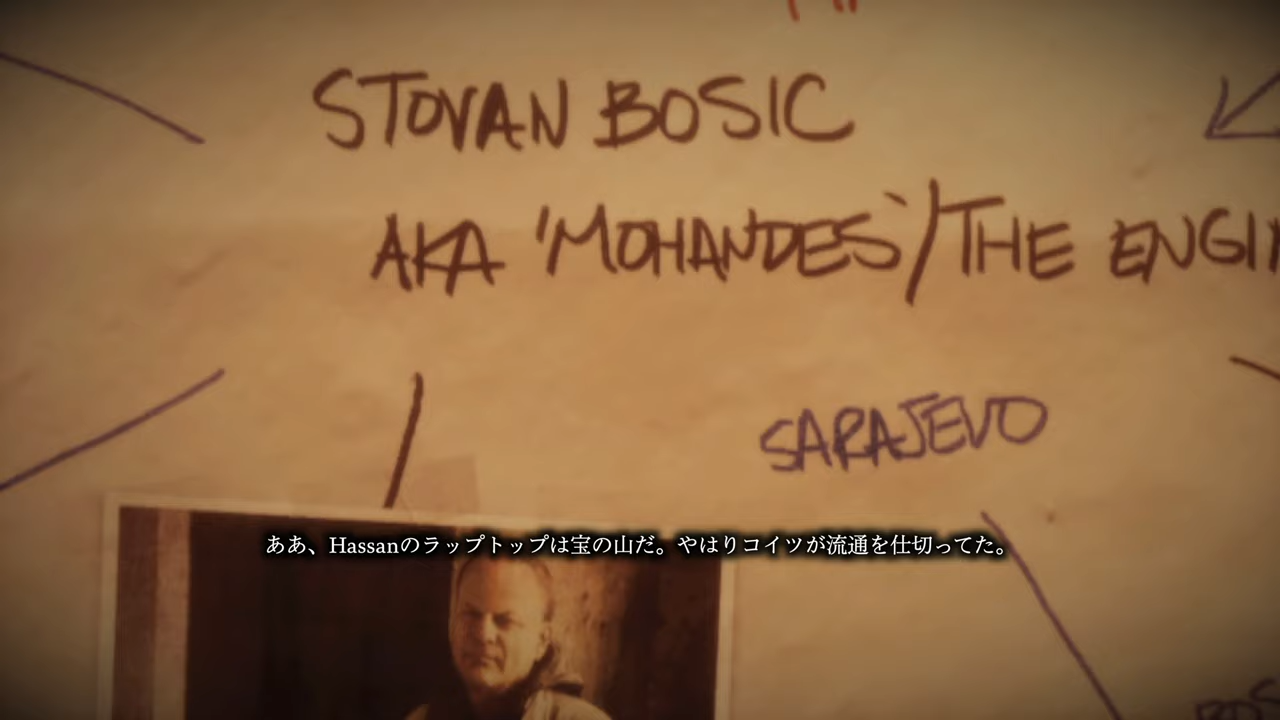 STOVAN BOSIC
AKA 'MOHANDES'/THE ENGI
SARAJEVO
ああ、Hassanのラップトップは宝の山だ。やはりコイツが流通を仕切ってた。
BOS